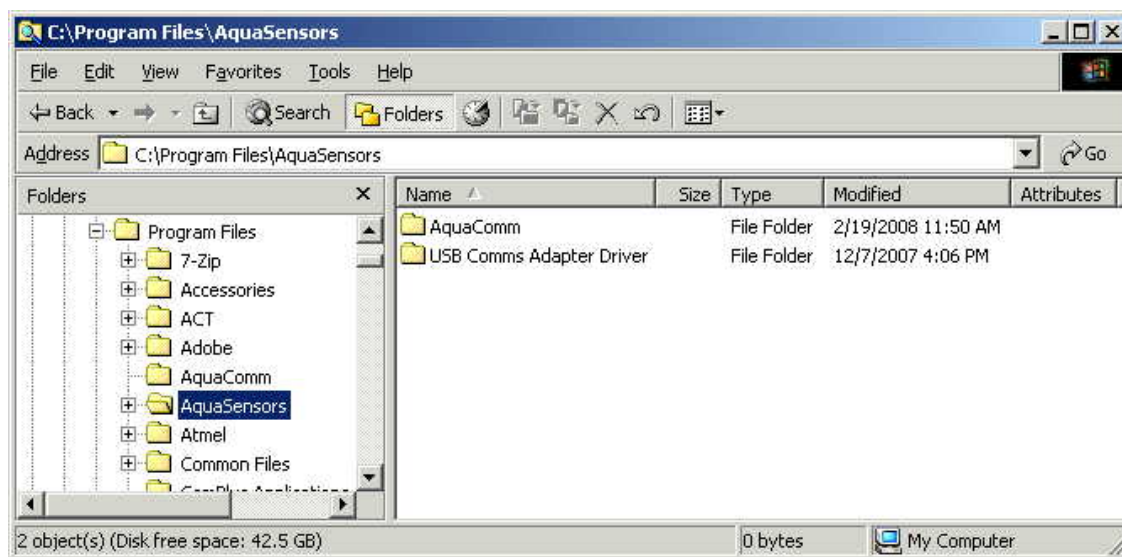 C:\Program Files\AquaSensors
File Edit View Favorites Tools Help
Back Search Folders
Address C:\Program Files\AquaSensors Go
Folders
Name Size Type Modified Attributes
Program Files
7-Zip
Accessories
ACT
Adobe
AquaComm
AquaSensors
Atmel
Common Files
AquaComm File Folder 2/19/2008 11:50 AM
USB Comms Adapter Driver File Folder 12/7/2007 4:06 PM
2 object(s) (Disk free space: 42.5 GB) 0 bytes My Computer